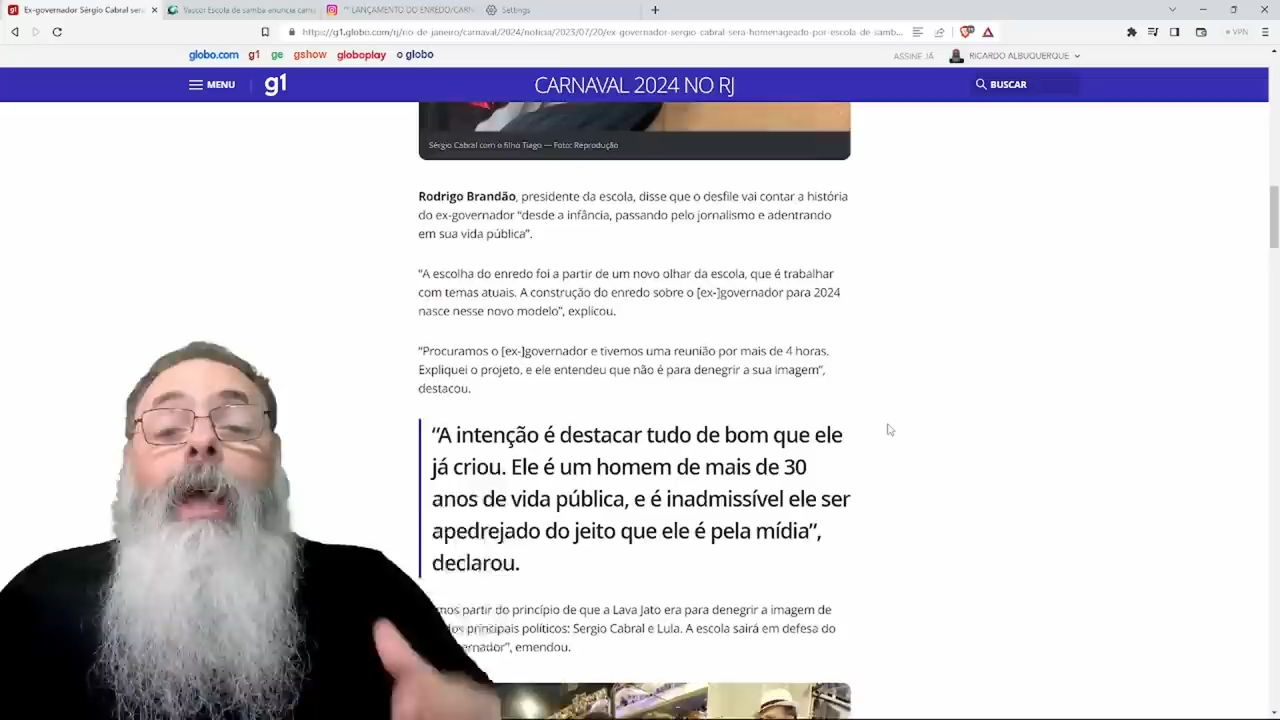 Ex-governador Sérgio Cabral será
Vasco: Escola de samba anuncia carna
LANÇAMENTO DO ENREDO/CARN
Settings
https://g1.globo.com/rj/rio-de-janeiro/carnaval/2024/noticia/2023/07/20/ex-governador-sergio-cabral-sera-homenageado-por-escola-de-samb...
VPN
globo.com g1 ge gshow globoplay o globo
ASSINE JÁ
RICARDO ALBUQUERQUE
MENU
g1
CARNAVAL 2024 NO RJ
BUSCAR
Sérgio Cabral com o filho Tiago — Foto: Reprodução
Rodrigo Brandão, presidente da escola, disse que o desfile vai contar a história
do ex-governador “desde a infância, passando pelo jornalismo e adentrando
em sua vida pública”.
“A escolha do enredo foi a partir de um novo olhar da escola, que é trabalhar
com temas atuais. A construção do enredo sobre o [ex-]governador para 2024
nasce nesse novo modelo”, explicou.
“Procuramos o [ex-]governador e tivemos uma reunião por mais de 4 horas.
Expliquei o projeto, e ele entendeu que não é para denegrir a sua imagem”,
destacou.
“A intenção é destacar tudo de bom que ele
já criou. Ele é um homem de mais de 30
anos de vida pública, e é inadmissível ele ser
apedrejado do jeito que ele é pela mídia”,
declarou.
mos partir do princípio de que a Lava Jato era para denegrir a imagem de
principais políticos: Sergio Cabral e Lula. A escola sairá em defesa do
ernador”, emendou.